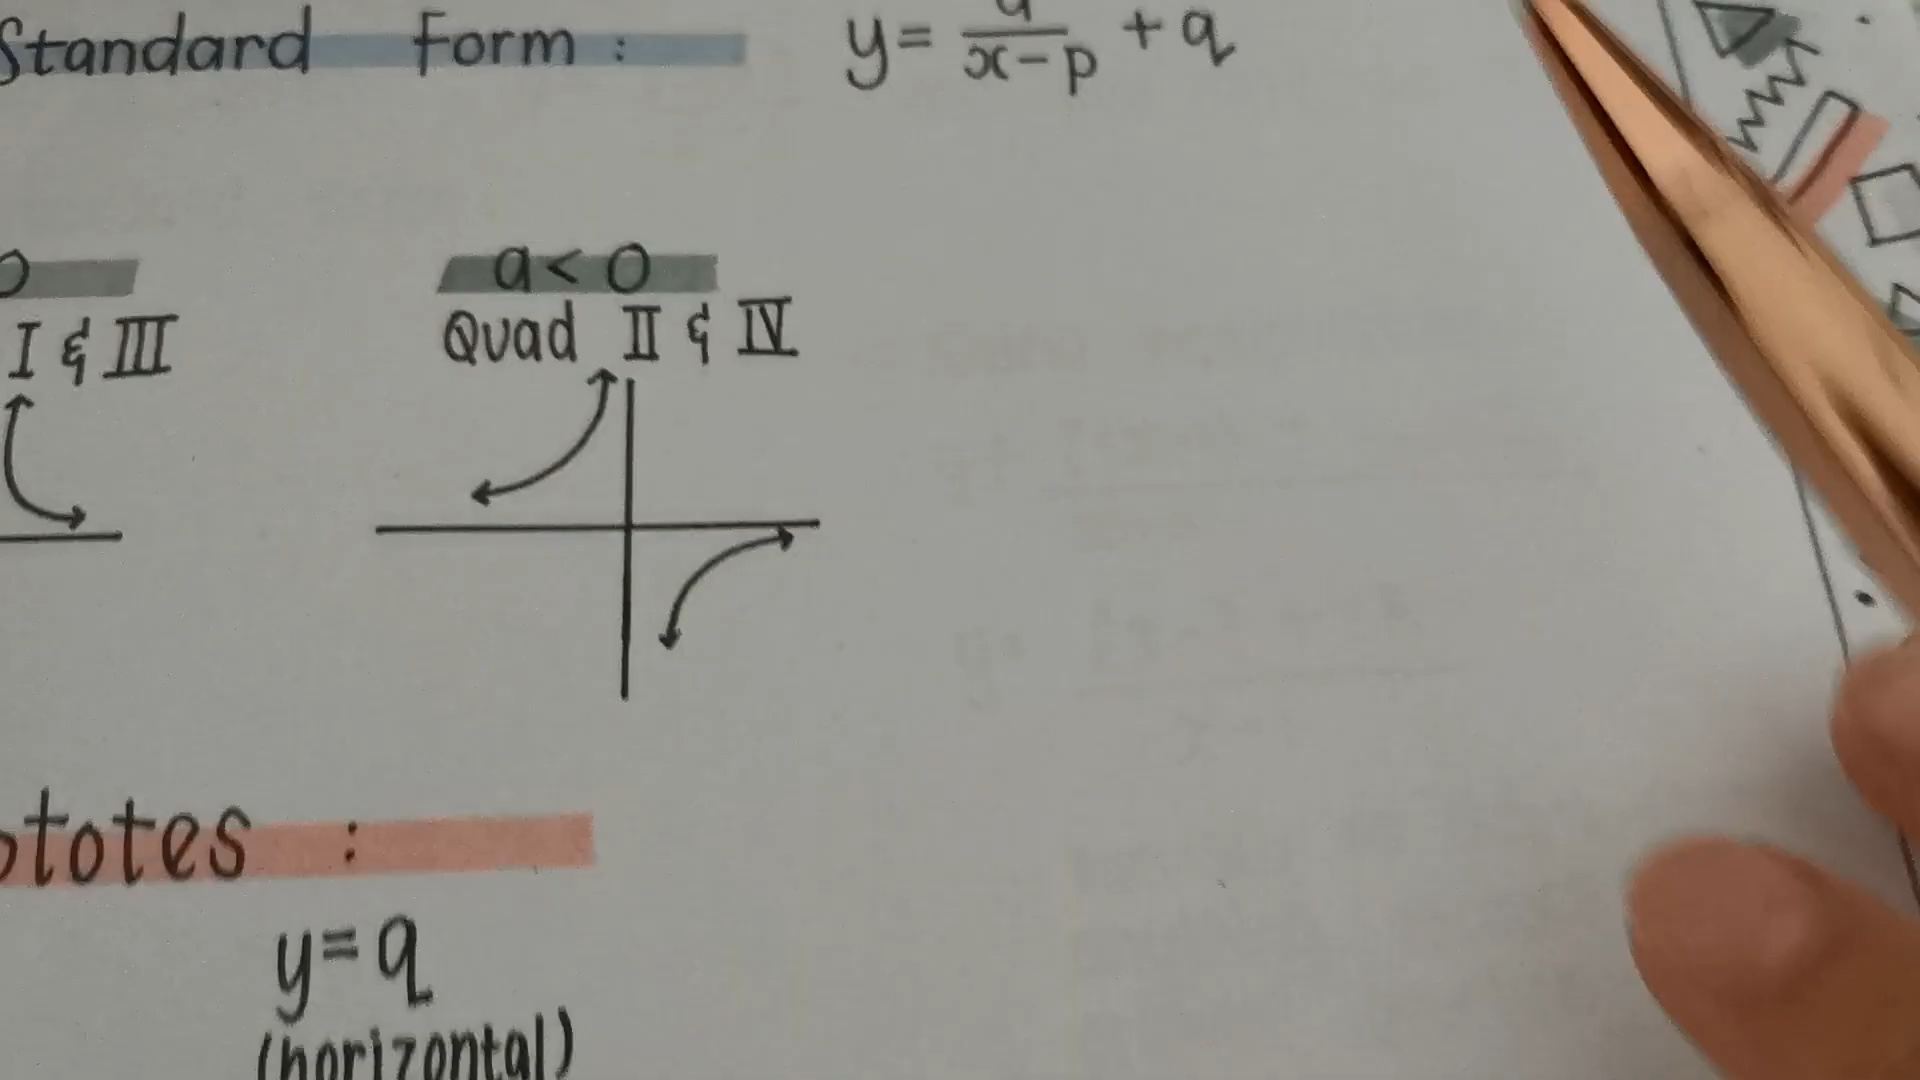 Standard Form : y = a/(x-p) + q
a < 0
I & III Quad II & IV
totes :
y = q
(horizontal)